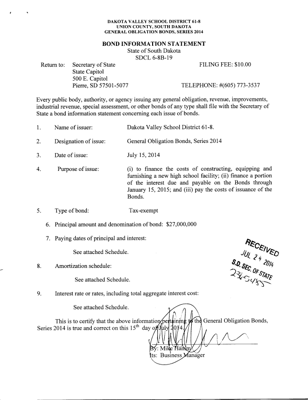 DAKOTA VALLEY SCHOOL DISTRICT 61-8
UNION COUNTY, SOUTH DAKOTA
GENERAL OBLIGATION BONDS, SERIES 2014
BOND INFORMATION STATEMENT
State of South Dakota
SDCL 6-8B-19
Return to: Secretary of State FILING FEE: $10.00
State Capitol
500 E. Capitol
Pierre, SD 57501-5077 TELEPHONE: #(605) 773-3537
Every public body, authority, or agency issuing any general obligation, revenue, improvements,
industrial revenue, special assessment, or other bonds of any type shall file with the Secretary of
State a bond information statement concerning each issue of bonds.
1. Name of issuer: Dakota Valley School District 61-8.
2. Designation of issue: General Obligation Bonds, Series 2014
3. Date of issue: July 15, 2014
4. Purpose of issue: (i) to finance the costs of constructing, equipping and
furnishing a new high school facility; (ii) finance a portion
of the interest due and payable on the Bonds through
January 15, 2015; and (iii) pay the costs of issuance of the
Bonds.
5. Type of bond: Tax-exempt
6. Principal amount and denomination of bond: $27,000,000
7. Paying dates of principal and interest:
See attached Schedule.
RECEIVED
JUL 24 2014
S.D. SEC. OF STATE
8. Amortization schedule:
See attached Schedule.
9. Interest rate or rates, including total aggregate interest cost:
See attached Schedule.
This is to certify that the above information pertaining to the General Obligation Bonds,
Series 2014 is true and correct on this 15th day of July 2014.
By:
Its: Business Manager